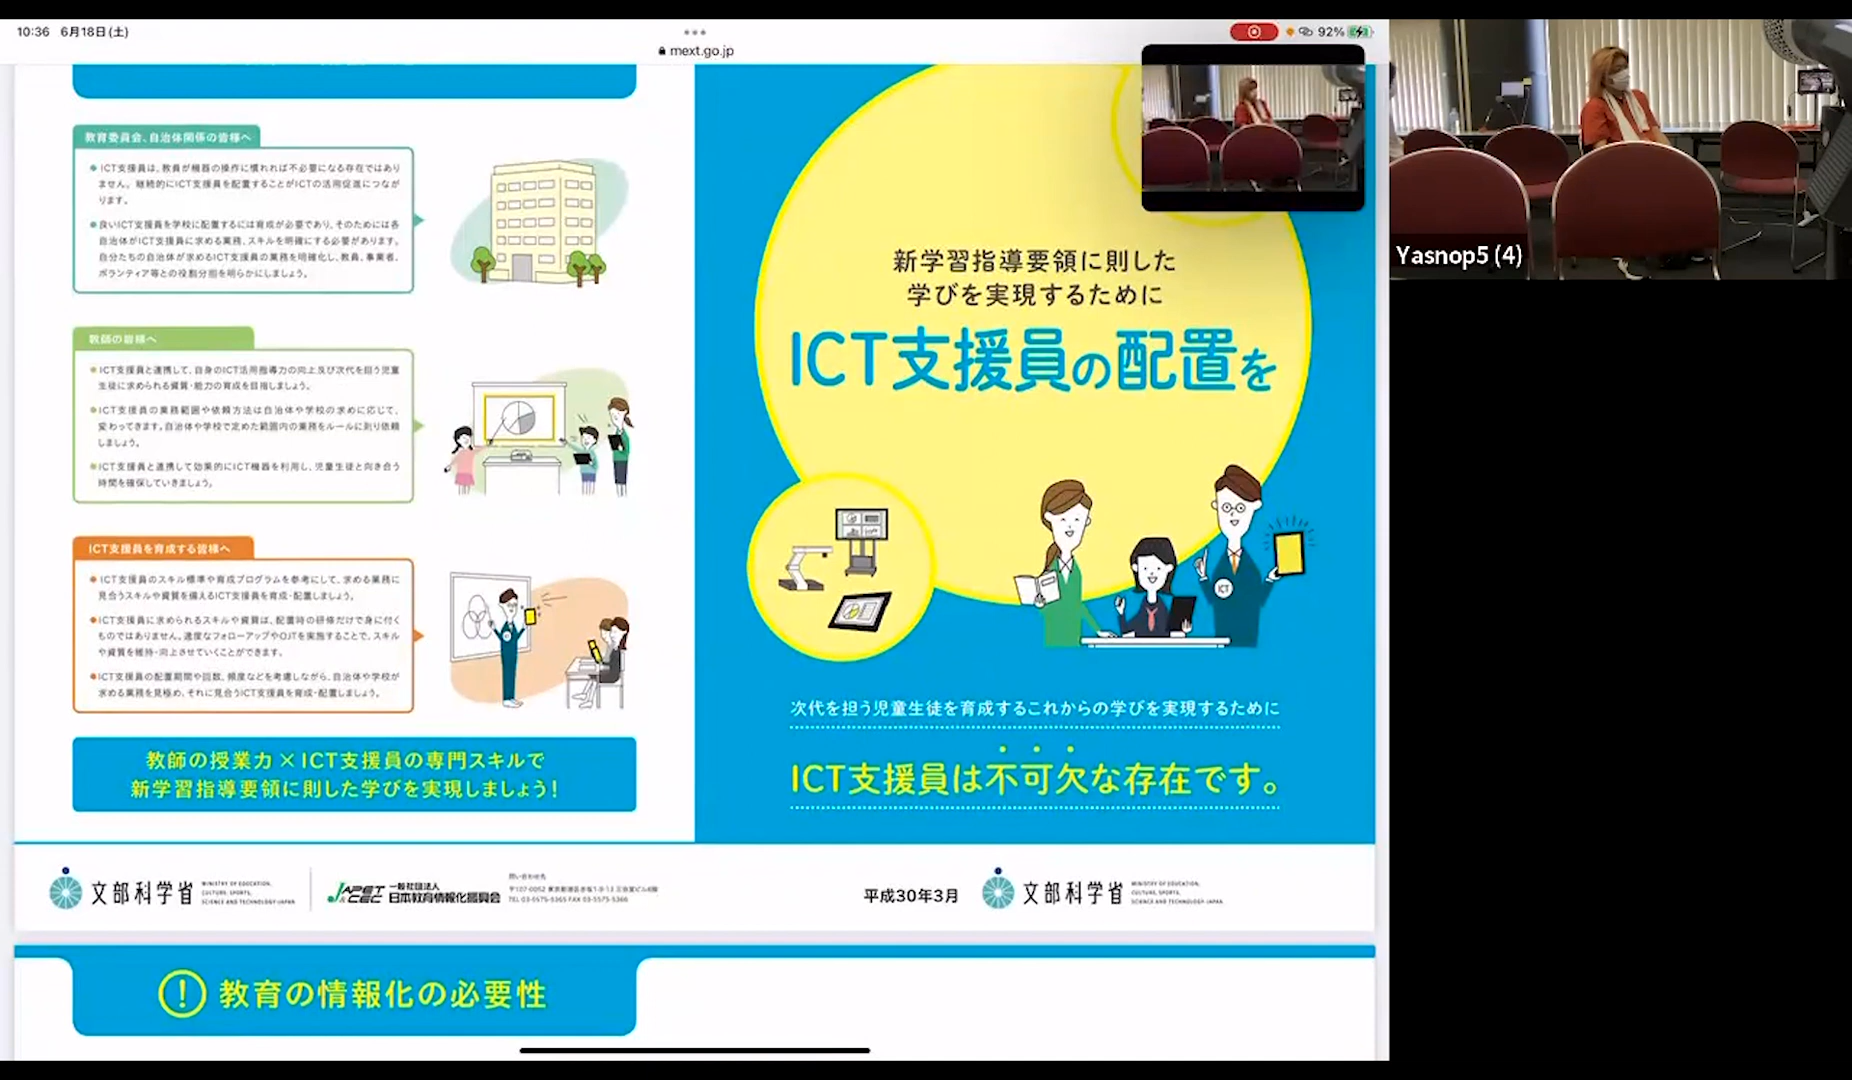 10:36 6月18日(土)
mext.go.jp
92%
教育委員会、自治体関係の皆様へ
ICT支援員は、教員が機器の操作に慣れれば不必要になる存在ではあり
ません。継続的にICT支援員を配置することがICTの活用促進につなが
ります。
良いICT支援員を学校に配置するには育成が必要であり、そのためには各
自治体がICT支援員に求める業務、スキルを明確にする必要があります。
自分たちの自治体が求めるICT支援員の業務を明確化し、教員、事業者、
ボランティア等との役割分担を明らかにしましょう。
教師の皆様へ
ICT支援員と連携して、自身のICT活用指導力の向上及び次代を担う児童
生徒に求められる資質・能力の育成を目指しましょう。
ICT支援員の業務範囲や依頼方法は自治体や学校の求めに応じて、
変わってきます。自治体や学校で定めた範囲内の業務をルールに則り依頼
しましょう。
ICT支援員と連携して効果的にICT機器を利用し、児童生徒と向き合う
時間を確保していきましょう。
ICT支援員を育成する皆様へ
ICT支援員のスキル標準や育成プログラムを参考にして、求める業務に
見合うスキルや資質を備えるICT支援員を育成・配置しましょう。
ICT支援員に求められるスキルや資質は、配置時の研修だけで身に付く
ものではありません。適度なフォローアップやOJTを実施することで、スキル
や資質を維持・向上させていくことができます。
ICT支援員の配置期間や回数、頻度などを考慮しながら、自治体や学校が
求める業務を見極め、それに見合うICT支援員を育成・配置しましょう。
教師の授業力×ICT支援員の専門スキルで
新学習指導要領に則した学びを実現しましょう!
文部科学省
MINISTRY OF EDUCATION,
CULTURE, SPORTS,
SCIENCE AND TECHNOLOGY-JAPAN
JAPET
&CEC
一般社団法人
日本教育情報化振興会
問い合わせ先
〒107-0052 東京都港区赤坂1-9-13 三会堂ビル8階
TEL 03-5575-5365 FAX 03-5575-5366
新学習指導要領に則した
学びを実現するために
ICT支援員の配置を
ICT
次代を担う児童生徒を育成するこれからの学びを実現するために
ICT支援員は不可欠な存在です。
平成30年3月
文部科学省
MINISTRY OF EDUCATION,
CULTURE, SPORTS,
SCIENCE AND TECHNOLOGY-JAPAN
! 教育の情報化の必要性
Yasnop5 (4)